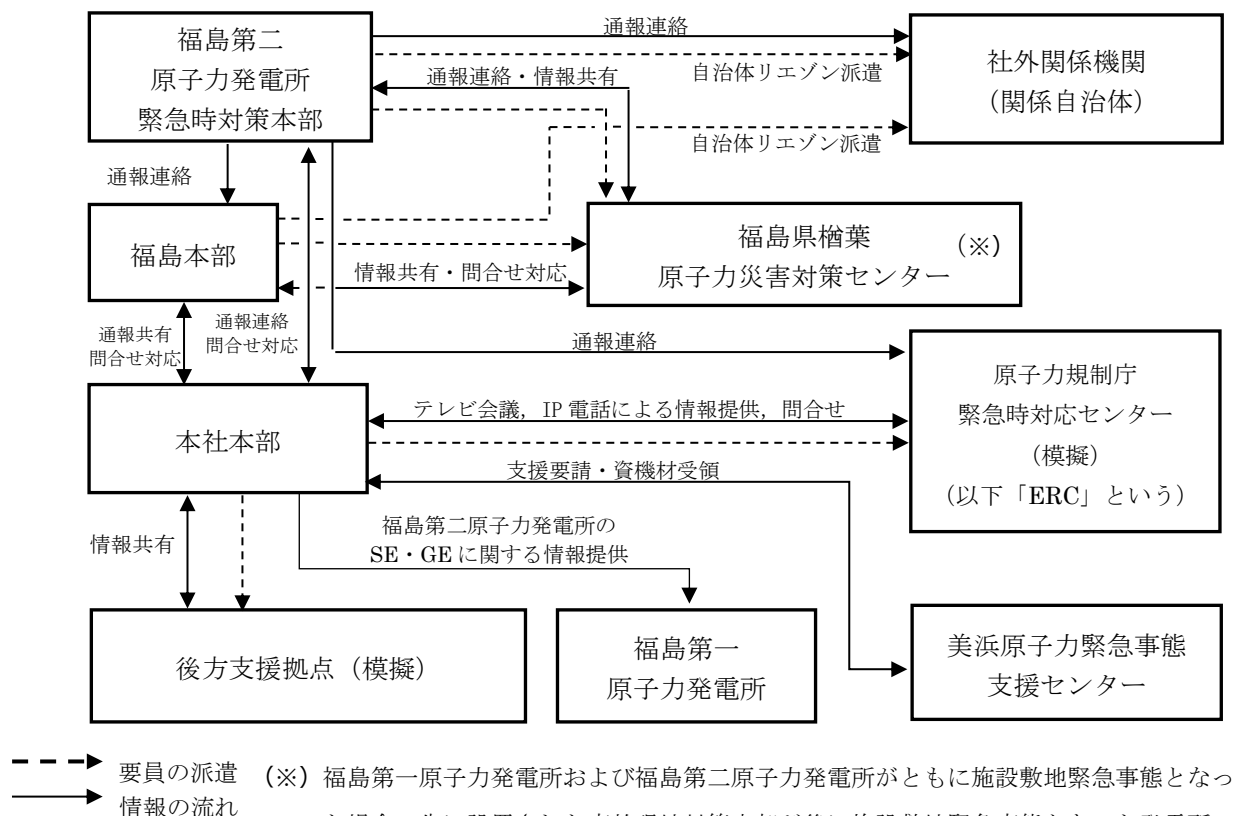 福島第二
原子力発電所
緊急時対策本部
通報連絡
自治体リエゾン派遣
社外関係機関
（関係自治体）
通報連絡・情報共有
自治体リエゾン派遣
通報連絡
福島本部
福島県楢葉
原子力災害対策センター
（※）
情報共有・問合せ対応
通報共有
問合せ対応
通報連絡
問合せ対応
通報連絡
原子力規制庁
緊急時対応センター
（模擬）
（以下「ERC」という）
本社本部
テレビ会議，IP 電話による情報提供，問合せ
支援要請・資機材受領
情報共有
福島第二原子力発電所の
SE・GE に関する情報提供
後方支援拠点（模擬）
福島第一
原子力発電所
美浜原子力緊急事態
支援センター
要員の派遣
情報の流れ
（※）福島第一原子力発電所および福島第二原子力発電所がともに施設敷地緊急事態となっ